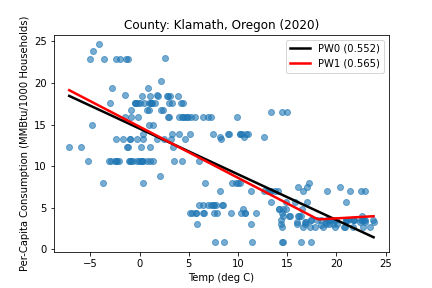 County: Klamath, Oregon (2020)
PW0 (0.552)
PW1 (0.565)
Per-Capita Consumption (MMBtu/1000 Households)
25
20
15
10
5
0
−5
0
5
10
15
20
25
Temp (deg C)